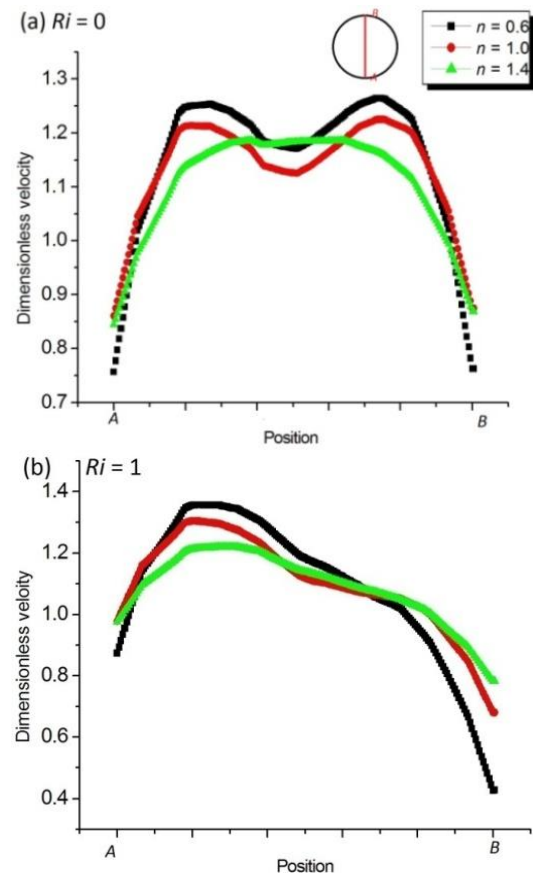 (a) Ri = 0
B
A
n = 0.6
n = 1.0
n = 1.4
1.3
1.2
1.1
1.0
0.9
0.8
0.7
Dimensionless velocity
A
B
Position
(b) Ri = 1
1.4
1.2
1.0
0.8
0.6
0.4
Dimensionless veloity
A
B
Position